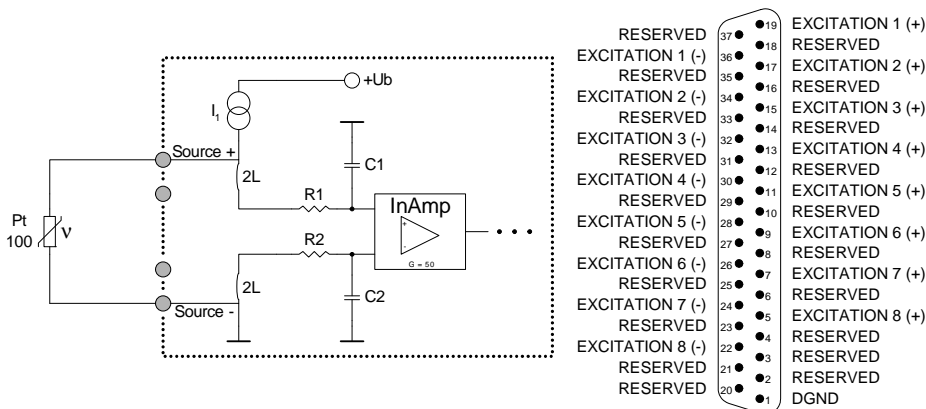 +Ub
I1
Source +
2L
C1
R1
InAmp
+
-
G = 50
Pt
100
ν
R2
2L
C2
Source -
RESERVED 37
EXCITATION 1 (-) 36
RESERVED 35
EXCITATION 2 (-) 34
RESERVED 33
EXCITATION 3 (-) 32
RESERVED 31
EXCITATION 4 (-) 30
RESERVED 29
EXCITATION 5 (-) 28
RESERVED 27
EXCITATION 6 (-) 26
RESERVED 25
EXCITATION 7 (-) 24
RESERVED 23
EXCITATION 8 (-) 22
RESERVED 21
RESERVED 20
19 EXCITATION 1 (+)
18 RESERVED
17 EXCITATION 2 (+)
16 RESERVED
15 EXCITATION 3 (+)
14 RESERVED
13 EXCITATION 4 (+)
12 RESERVED
11 EXCITATION 5 (+)
10 RESERVED
9 EXCITATION 6 (+)
8 RESERVED
7 EXCITATION 7 (+)
6 RESERVED
5 EXCITATION 8 (+)
4 RESERVED
3 RESERVED
2 RESERVED
1 DGND